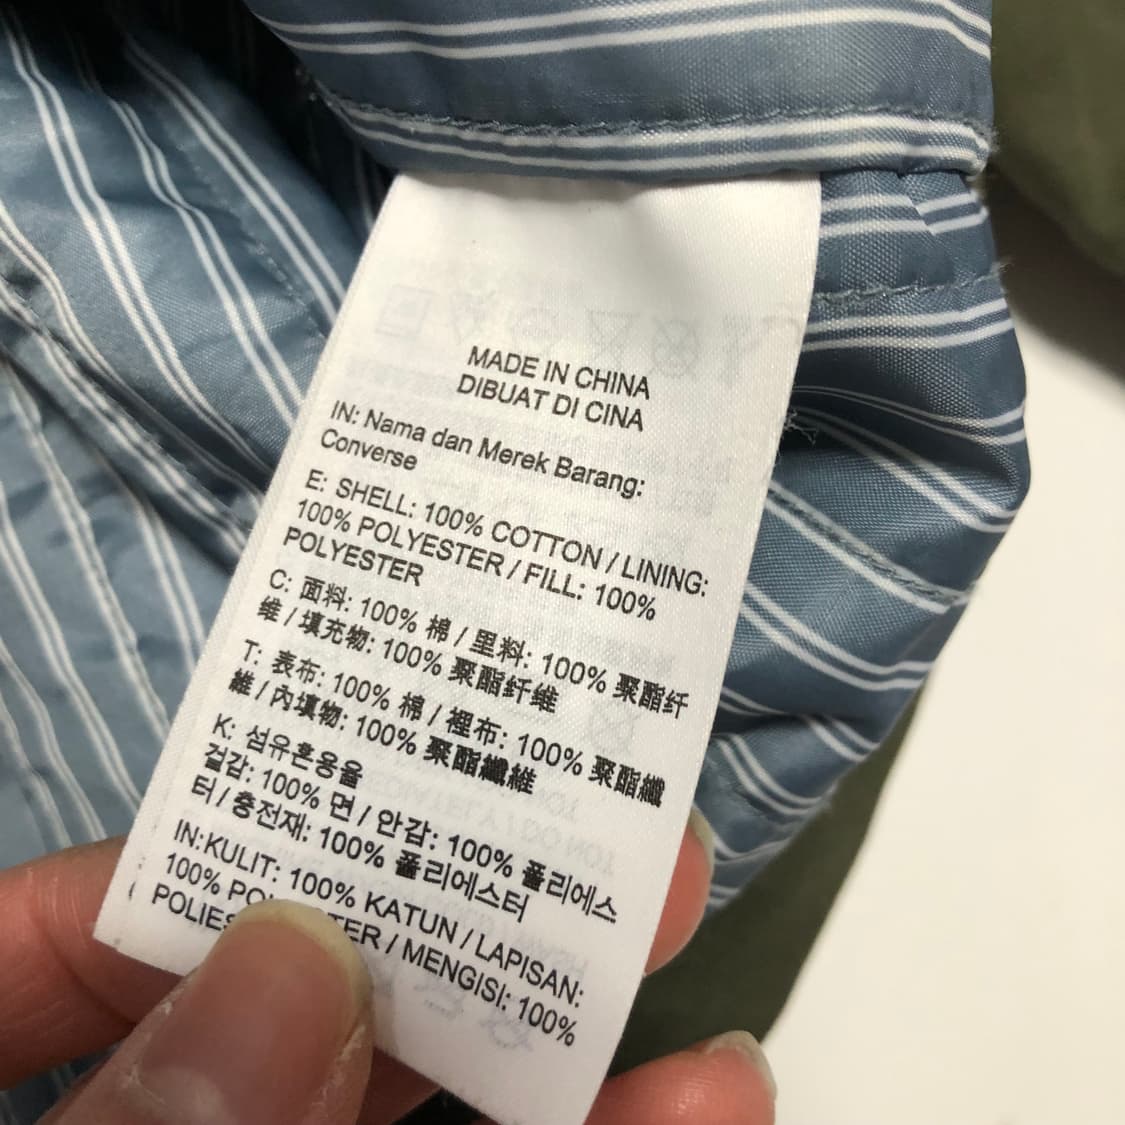 MADE IN CHINA
DIBUAT DI CINA
IN: Nama dan Merek Barang:
Converse
E: SHELL: 100% COTTON / LINING:
100% POLYESTER / FILL: 100%
POLYESTER
C: 面料: 100% 棉 / 里料: 100% 聚酯纤
维 / 填充物: 100% 聚酯纤维
T: 表布: 100% 棉 / 裡布: 100% 聚酯纖
維 / 內填物: 100% 聚酯纖維
K: 섬유혼용율
겉감: 100% 면 / 안감: 100% 폴리에스
터 / 충전재: 100% 폴리에스터
IN:KULIT: 100% KATUN / LAPISAN:
100% / MENGISI: 100%